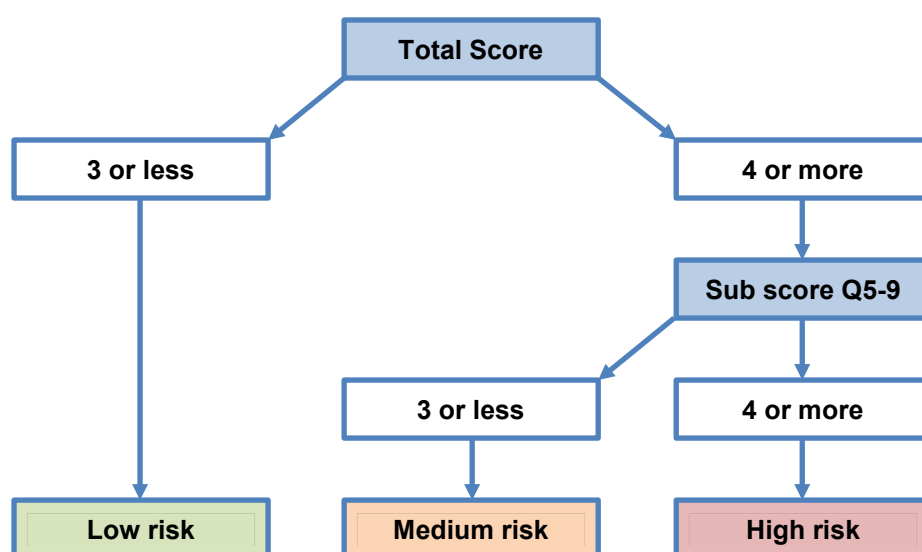 Total Score
3 or less
4 or more
Sub score Q5-9
3 or less
4 or more
Low risk
Medium risk
High risk